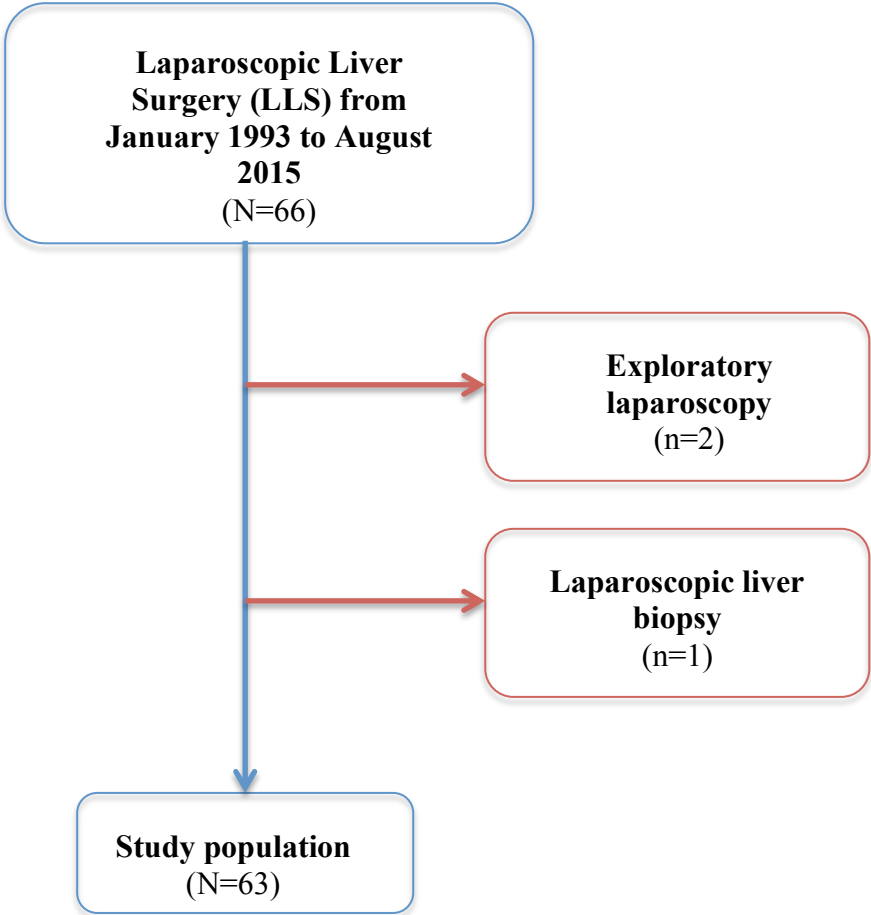 Laparoscopic Liver
Surgery (LLS) from
January 1993 to August
2015
(N=66)
Exploratory
laparoscopy
(n=2)
Laparoscopic liver
biopsy
(n=1)
Study population
(N=63)